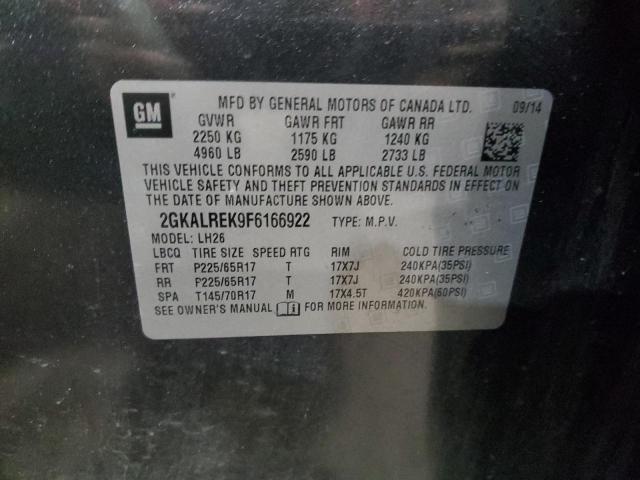 GM
MFD BY GENERAL MOTORS OF CANADA LTD. 09/14
GVWR GAWR FRT GAWR RR
2250 KG 1175 KG 1240 KG
4960 LB 2590 LB 2733 LB
THIS VEHICLE CONFORMS TO ALL APPLICABLE U.S. FEDERAL MOTOR
VEHICLE SAFETY AND THEFT PREVENTION STANDARDS IN EFFECT ON
THE DATE OF MANUFACTURE SHOWN ABOVE.
2GKALREK9F6166922 TYPE: M.P.V.
MODEL: LH26
LBCQ TIRE SIZE SPEED RTG RIM COLD TIRE PRESSURE
FRT P225/65R17 T 17X7J 240KPA(35PSI)
RR P225/65R17 T 17X7J 240KPA(35PSI)
SPA T145/70R17 M 17X4.5T 420KPA(60PSI)
SEE OWNER'S MANUAL FOR MORE INFORMATION.